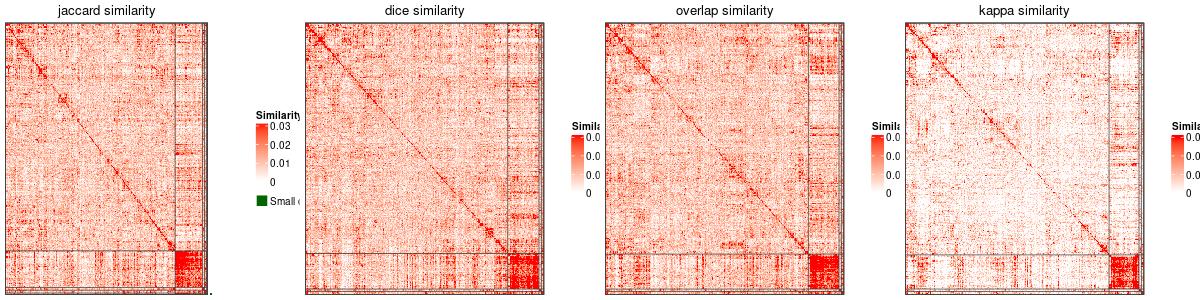 jaccard similarity
dice similarity
overlap similarity
kappa similarity
Similarity
0.03
0.02
0.01
0
Small
0
0
0